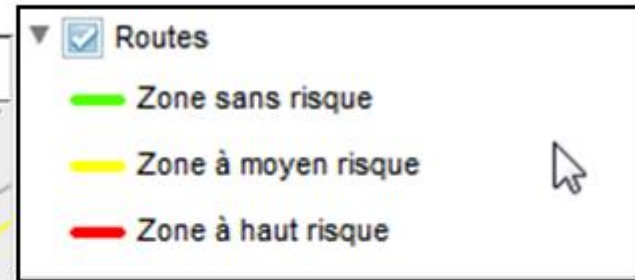 Routes
Zone sans risque
Zone à moyen risque
Zone à haut risque